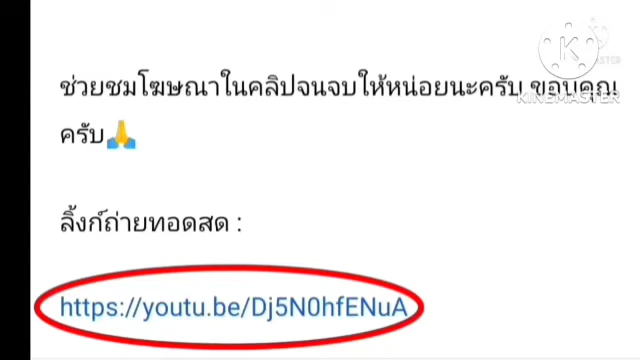 ช่วยชมโฆษณาในคลิปจนจบให้หน่อยนะครับ ขอบคุณ
ครับ🙏
ลิ้งก์ถ่ายทอดสด :
https://youtu.be/Dj5N0hfENuA
K
KINEMASTER